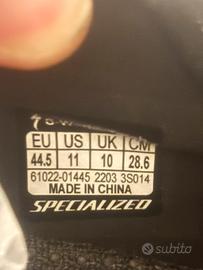 EU US UK CM
44.5 11 10 28.6
61022-01445 2203 3S014
MADE IN CHINA
SPECIALIZED
subito